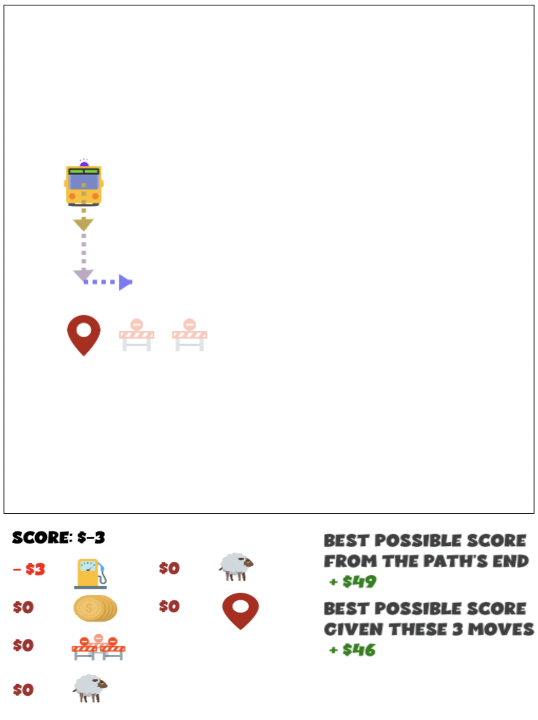 SCORE: $-3
- $3
$0
$0
$0
$0
$0
BEST POSSIBLE SCORE
FROM THE PATH'S END
+ $49
BEST POSSIBLE SCORE
GIVEN THESE 3 MOVES
+ $46